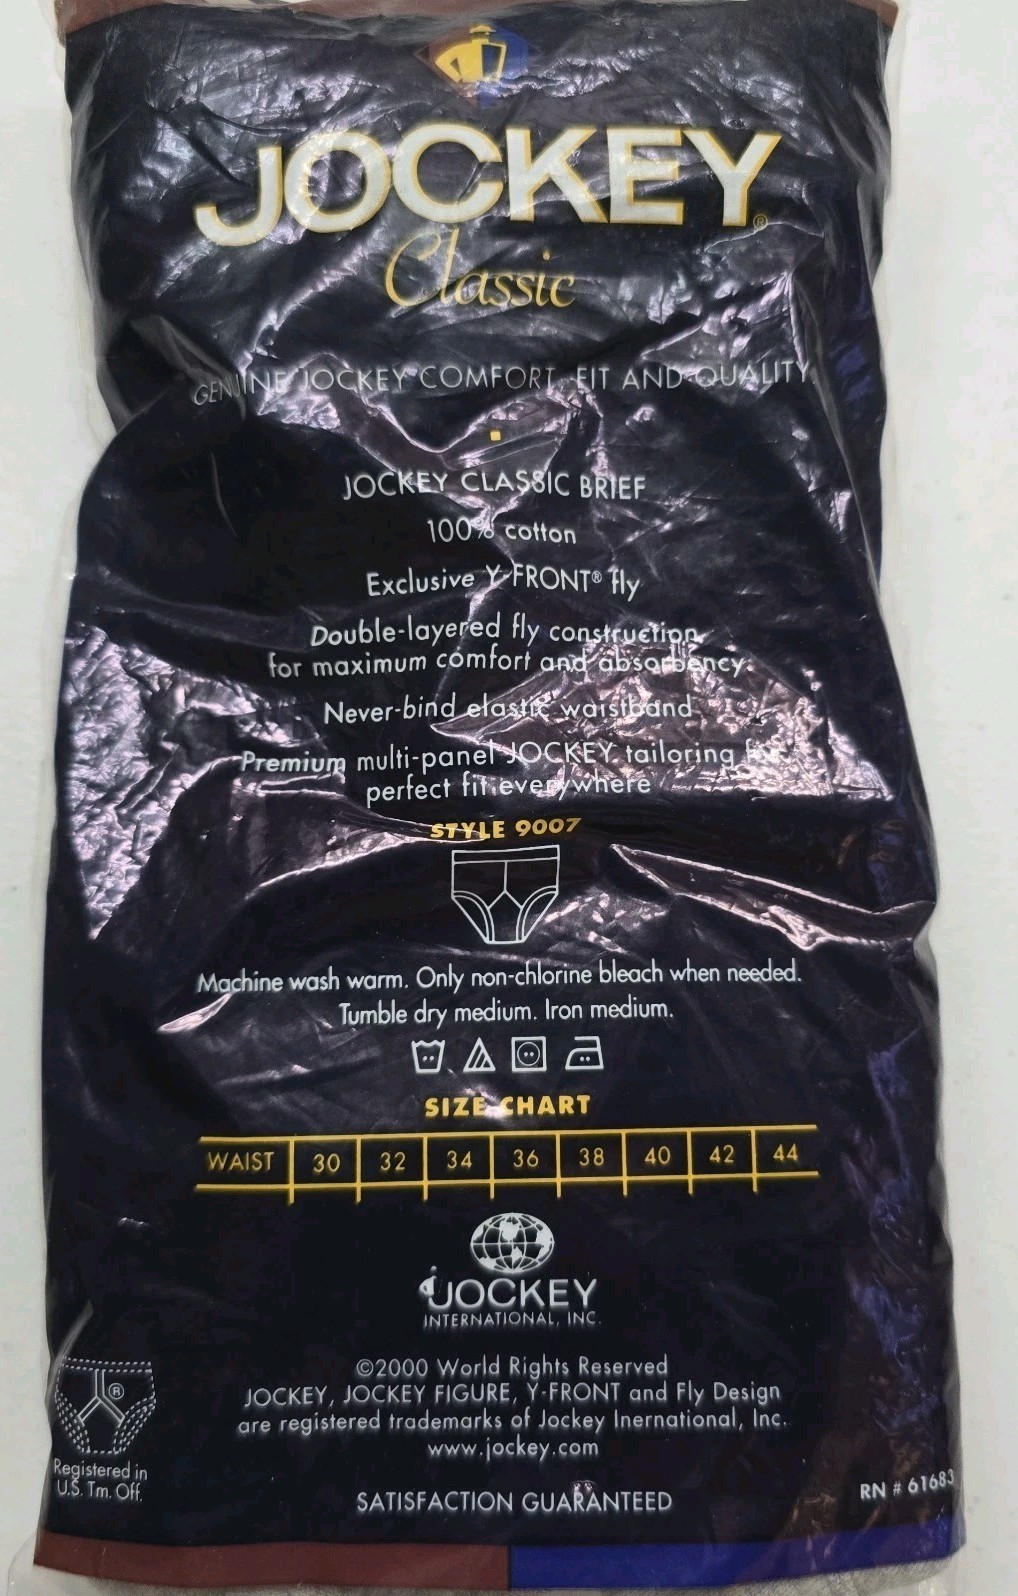 JOCKEY®
Classic
GENUINE JOCKEY COMFORT, FIT AND QUALITY.
JOCKEY CLASSIC BRIEF
100% cotton
Exclusive Y-FRONT® fly
Double-layered fly construction
for maximum comfort and absorbency.
Never-bind elastic waistband
Premium multi-panel JOCKEY tailoring for
perfect fit everywhere
STYLE 9007
Machine wash warm. Only non-chlorine bleach when needed.
Tumble dry medium. Iron medium.
SIZE CHART
WAIST 30 32 34 36 38 40 42 44
JOCKEY
INTERNATIONAL, INC.
©2000 World Rights Reserved
JOCKEY, JOCKEY FIGURE, Y-FRONT and Fly Design
are registered trademarks of Jockey Inernational, Inc.
www.jockey.com
®
Registered in
U.S. Tm. Off.
SATISFACTION GUARANTEED
RN # 61683